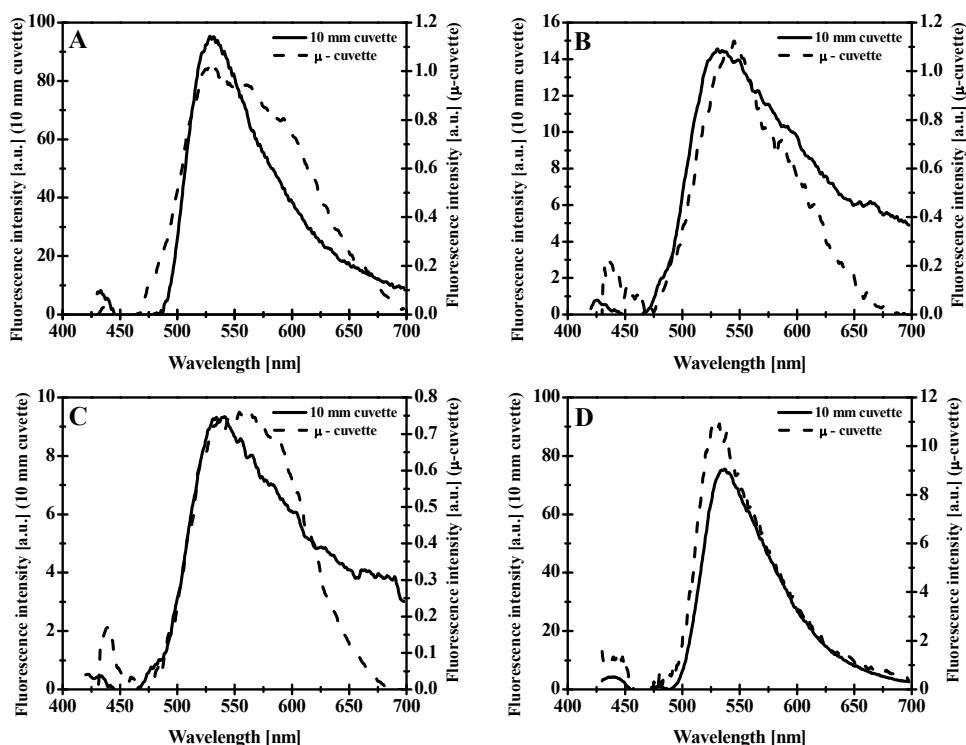 A
10 mm cuvette
μ - cuvette
Fluorescence intensity [a.u.] (10 mm cuvette)
100
80
60
40
20
0
1.2
1.0
0.8
0.6
0.4
0.2
0.0
Fluorescence intensity [a.u.] (μ-cuvette)
400 450 500 550 600 650 700
Wavelength [nm]
B
10 mm cuvette
μ - cuvette
Fluorescence intensity [a.u.] (10 mm cuvette)
16
14
12
10
8
6
4
2
0
1.2
1.0
0.8
0.6
0.4
0.2
0.0
Fluorescence intensity [a.u.] (μ-cuvette)
400 450 500 550 600 650 700
Wavelength [nm]
C
10 mm cuvette
μ - cuvette
Fluorescence intensity [a.u.] (10 mm cuvette)
10
8
6
4
2
0
0.8
0.7
0.6
0.5
0.4
0.3
0.2
0.1
0.0
Fluorescence intensity [a.u.] (μ-cuvette)
400 450 500 550 600 650 700
Wavelength [nm]
D
10 mm cuvette
μ - cuvette
Fluorescence intensity [a.u.] (10 mm cuvette)
100
80
60
40
20
0
12
10
8
6
4
2
0
Fluorescence intensity [a.u.] (μ-cuvette)
400 450 500 550 600 650 700
Wavelength [nm]